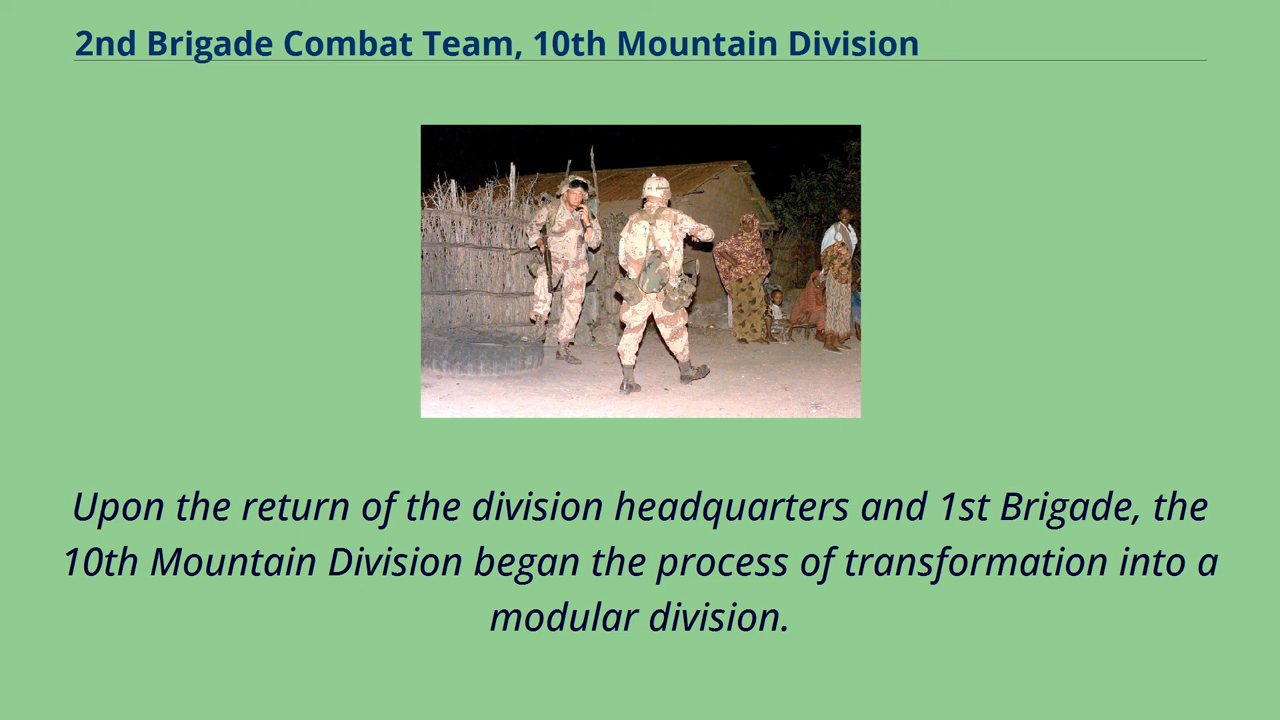 2nd Brigade Combat Team, 10th Mountain Division
Upon the return of the division headquarters and 1st Brigade, the
10th Mountain Division began the process of transformation into a
modular division.